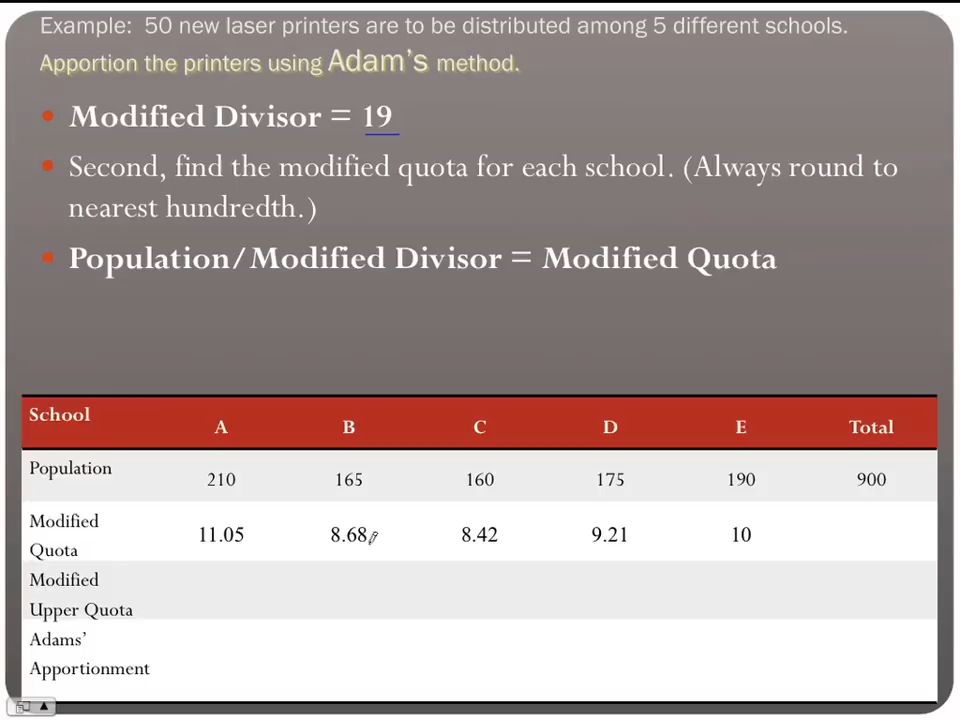 Example: 50 new laser printers are to be distributed among 5 different schools.
Apportion the printers using Adam's method.
• Modified Divisor = 19
• Second, find the modified quota for each school. (Always round to
nearest hundredth.)
• Population/Modified Divisor = Modified Quota
School A B C D E Total
Population 210 165 160 175 190 900
Modified
Quota 11.05 8.68 8.42 9.21 10
Modified
Upper Quota
Adams'
Apportionment